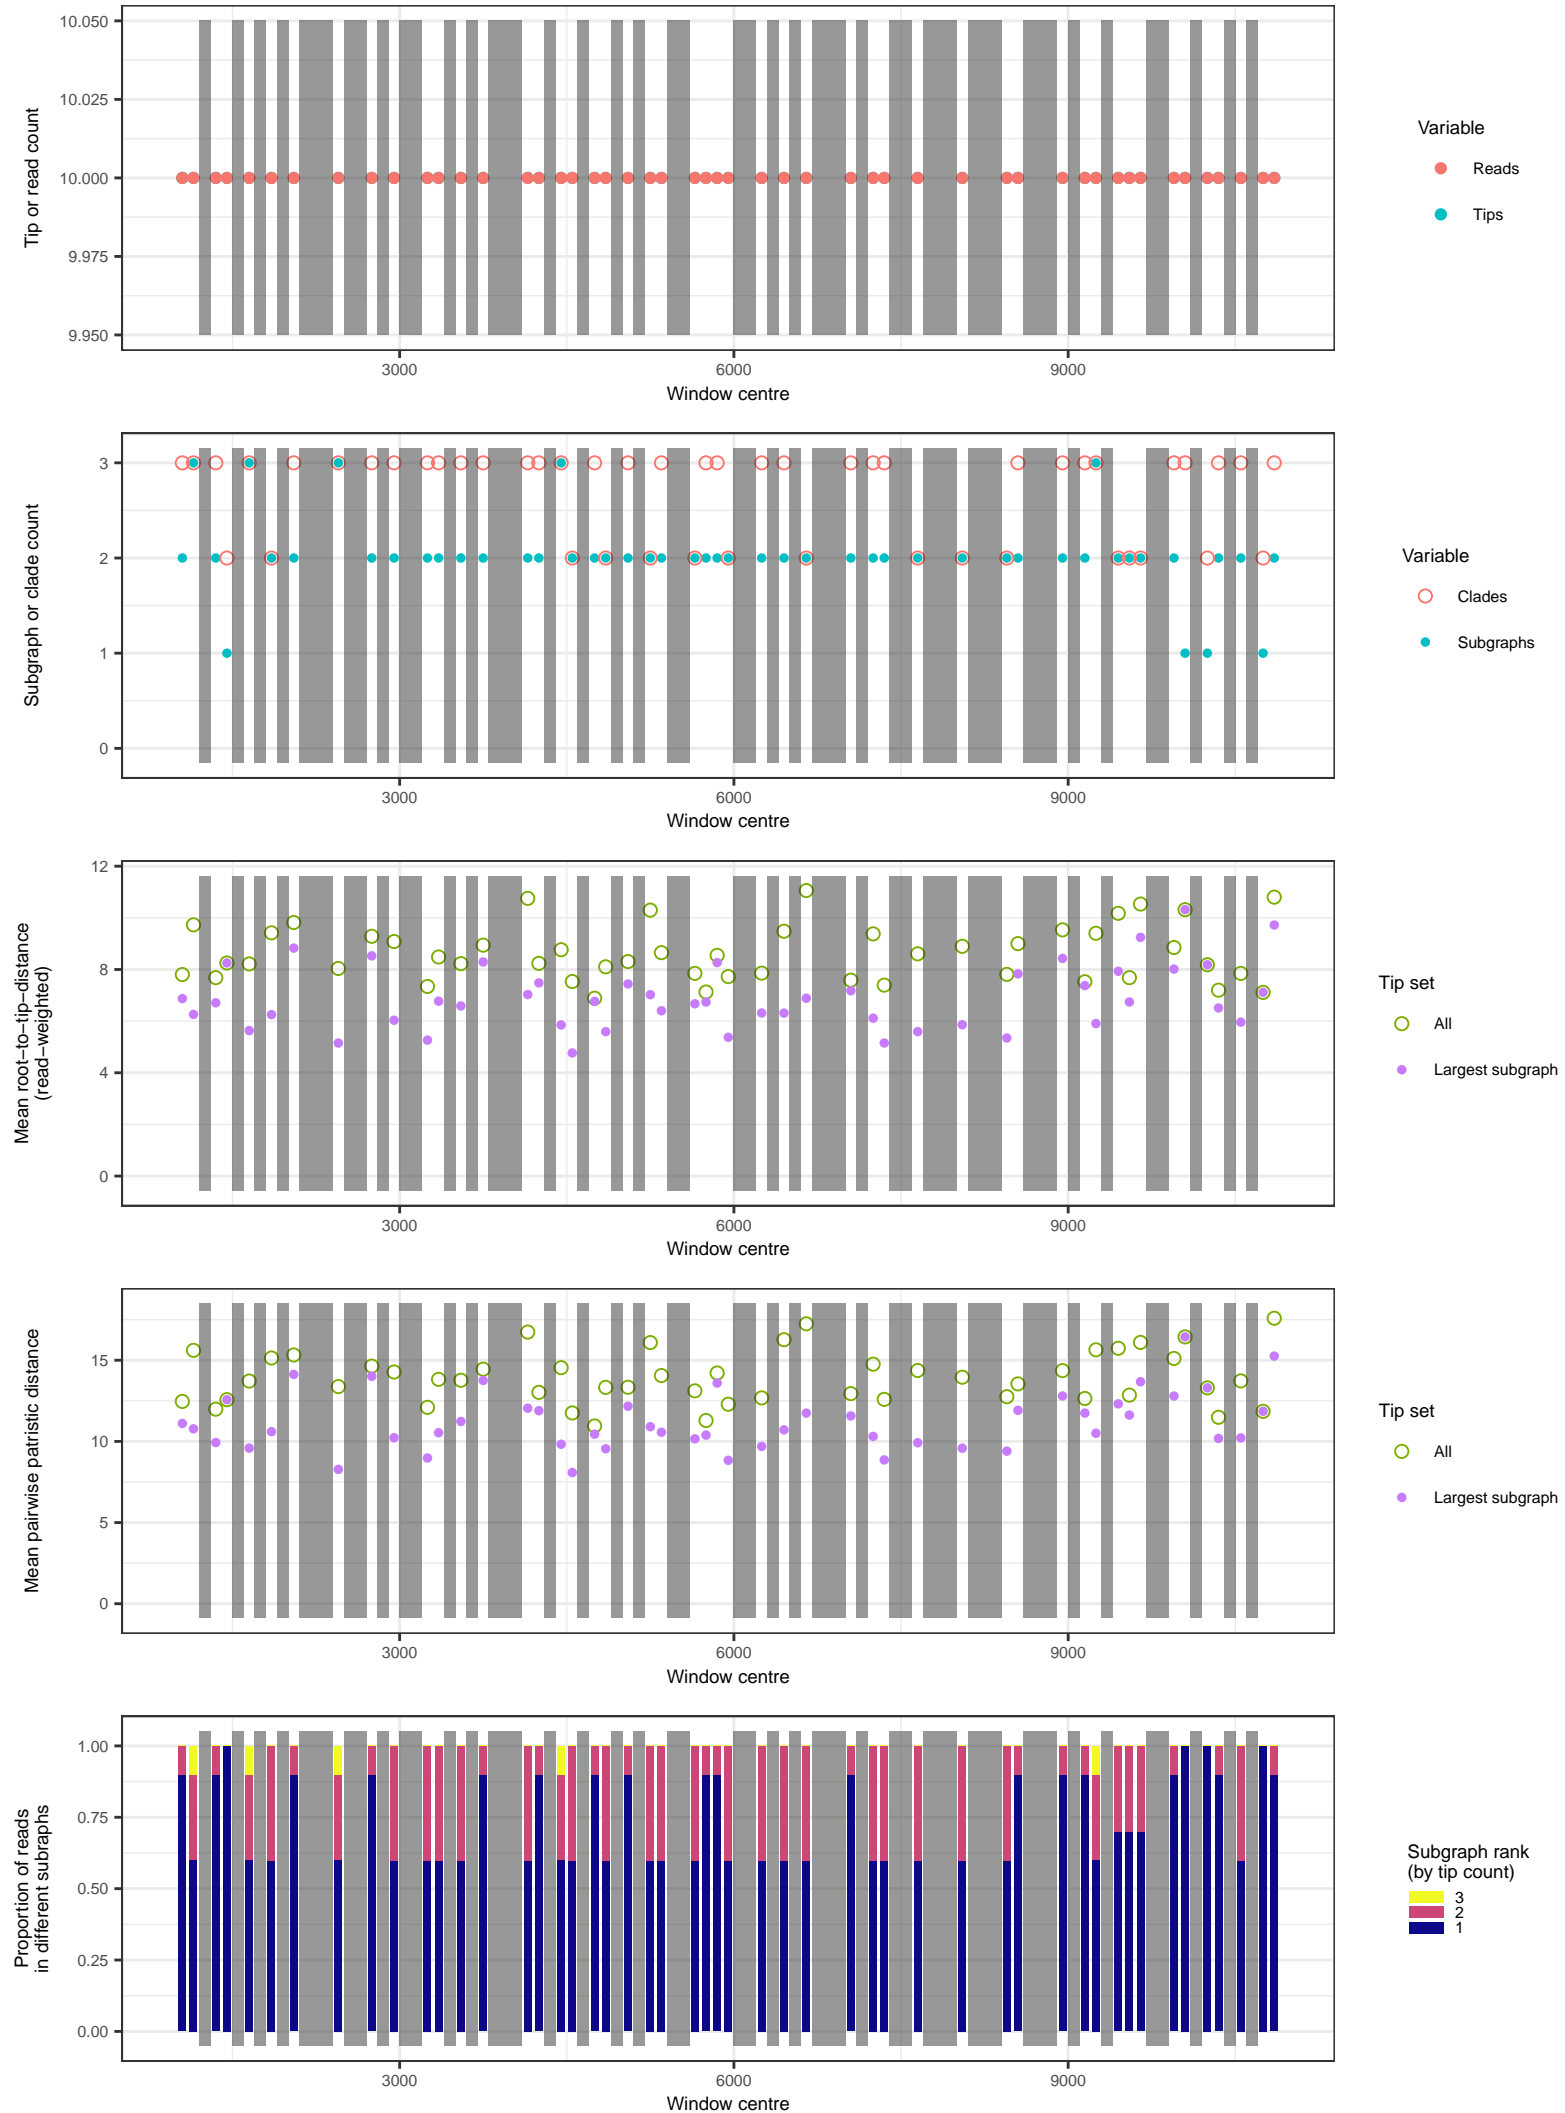 10.050
10.025
10.000
9.975
9.950
Tip or read count
3000
6000
9000
Window centre
Variable
Reads
Tips
3
2
1
0
Subgraph or clade count
3000
6000
9000
Window centre
Variable
Clades
Subgraphs
12
8
4
0
Mean root−to−tip−distance
(read−weighted)
3000
6000
9000
Window centre
Tip set
All
Largest subgraph
15
10
5
0
Mean pairwise patristic distance
3000
6000
9000
Window centre
Tip set
All
Largest subgraph
1.00
0.75
0.50
0.25
0.00
Proportion of reads
in different subraphs
3000
6000
9000
Window centre
Subgraph rank
(by tip count)
3
2
1